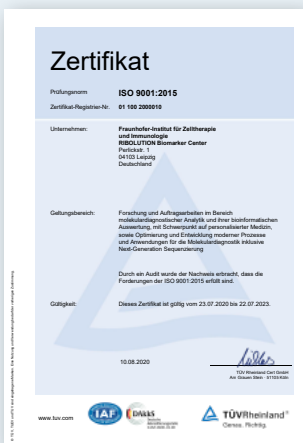 Zertifikat
Prüfungsnorm ISO 9001:2015
Zertifikat-Registrier-Nr. 01 100 2000010
Unternehmen: Fraunhofer-Institut für Zelltherapie
und Immunologie
RIBOLUTION Biomarker Center
Perlickstr. 1
04103 Leipzig
Deutschland
Geltungsbereich: Forschung und Auftragsarbeiten im Bereich
molekulardiagnostischer Analytik und ihrer bioinformatischen
Auswertung, mit Schwerpunkt auf personalisierter Medizin,
sowie Optimierung und Entwicklung moderner Prozesse
und Anwendungen für die Molekulardiagnostik inklusive
Next-Generation Sequenzierung
Durch ein Audit wurde der Nachweis erbracht, dass die
Forderungen der ISO 9001:2015 erfüllt sind.
Gültigkeit: Dieses Zertifikat ist gültig vom 23.07.2020 bis 22.07.2023.
10.08.2020
TÜV Rheinland Cert GmbH
Am Grauen Stein · 51105 Köln
www.tuv.com
IAF
DAkkS
Deutsche
Akkreditierungsstelle
TÜVRheinland®
Genau. Richtig.